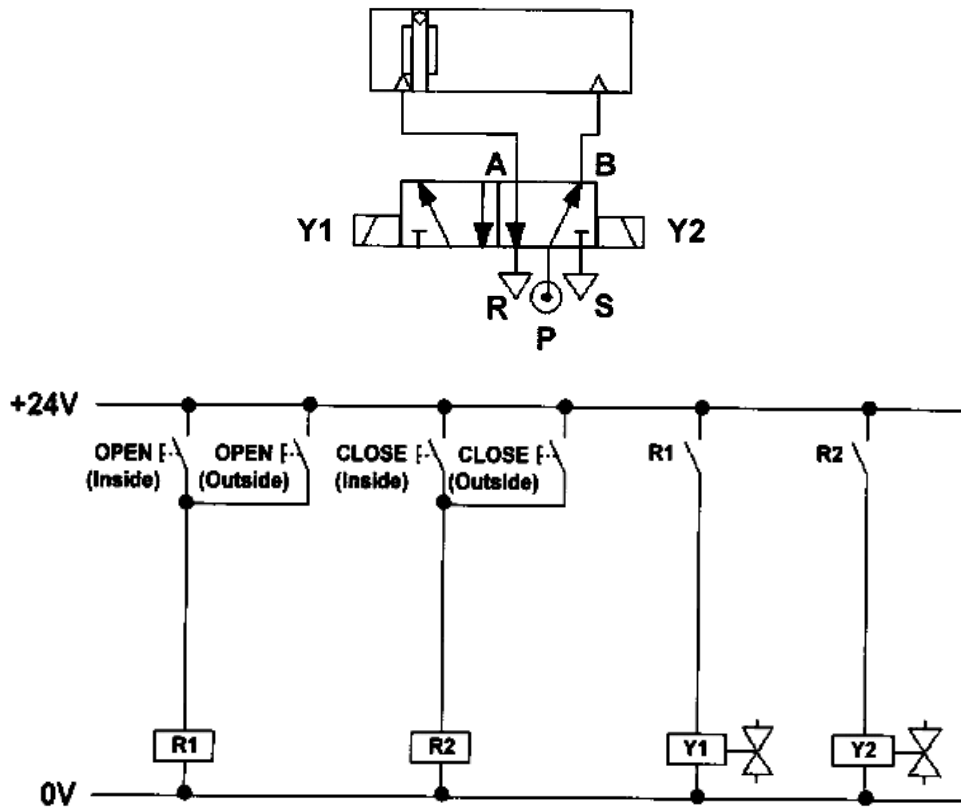 A
B
Y1
Y2
R
S
P
+24V
OPEN
(Inside)
OPEN
(Outside)
CLOSE
(Inside)
CLOSE
(Outside)
R1
R2
R1
R2
Y1
Y2
0V